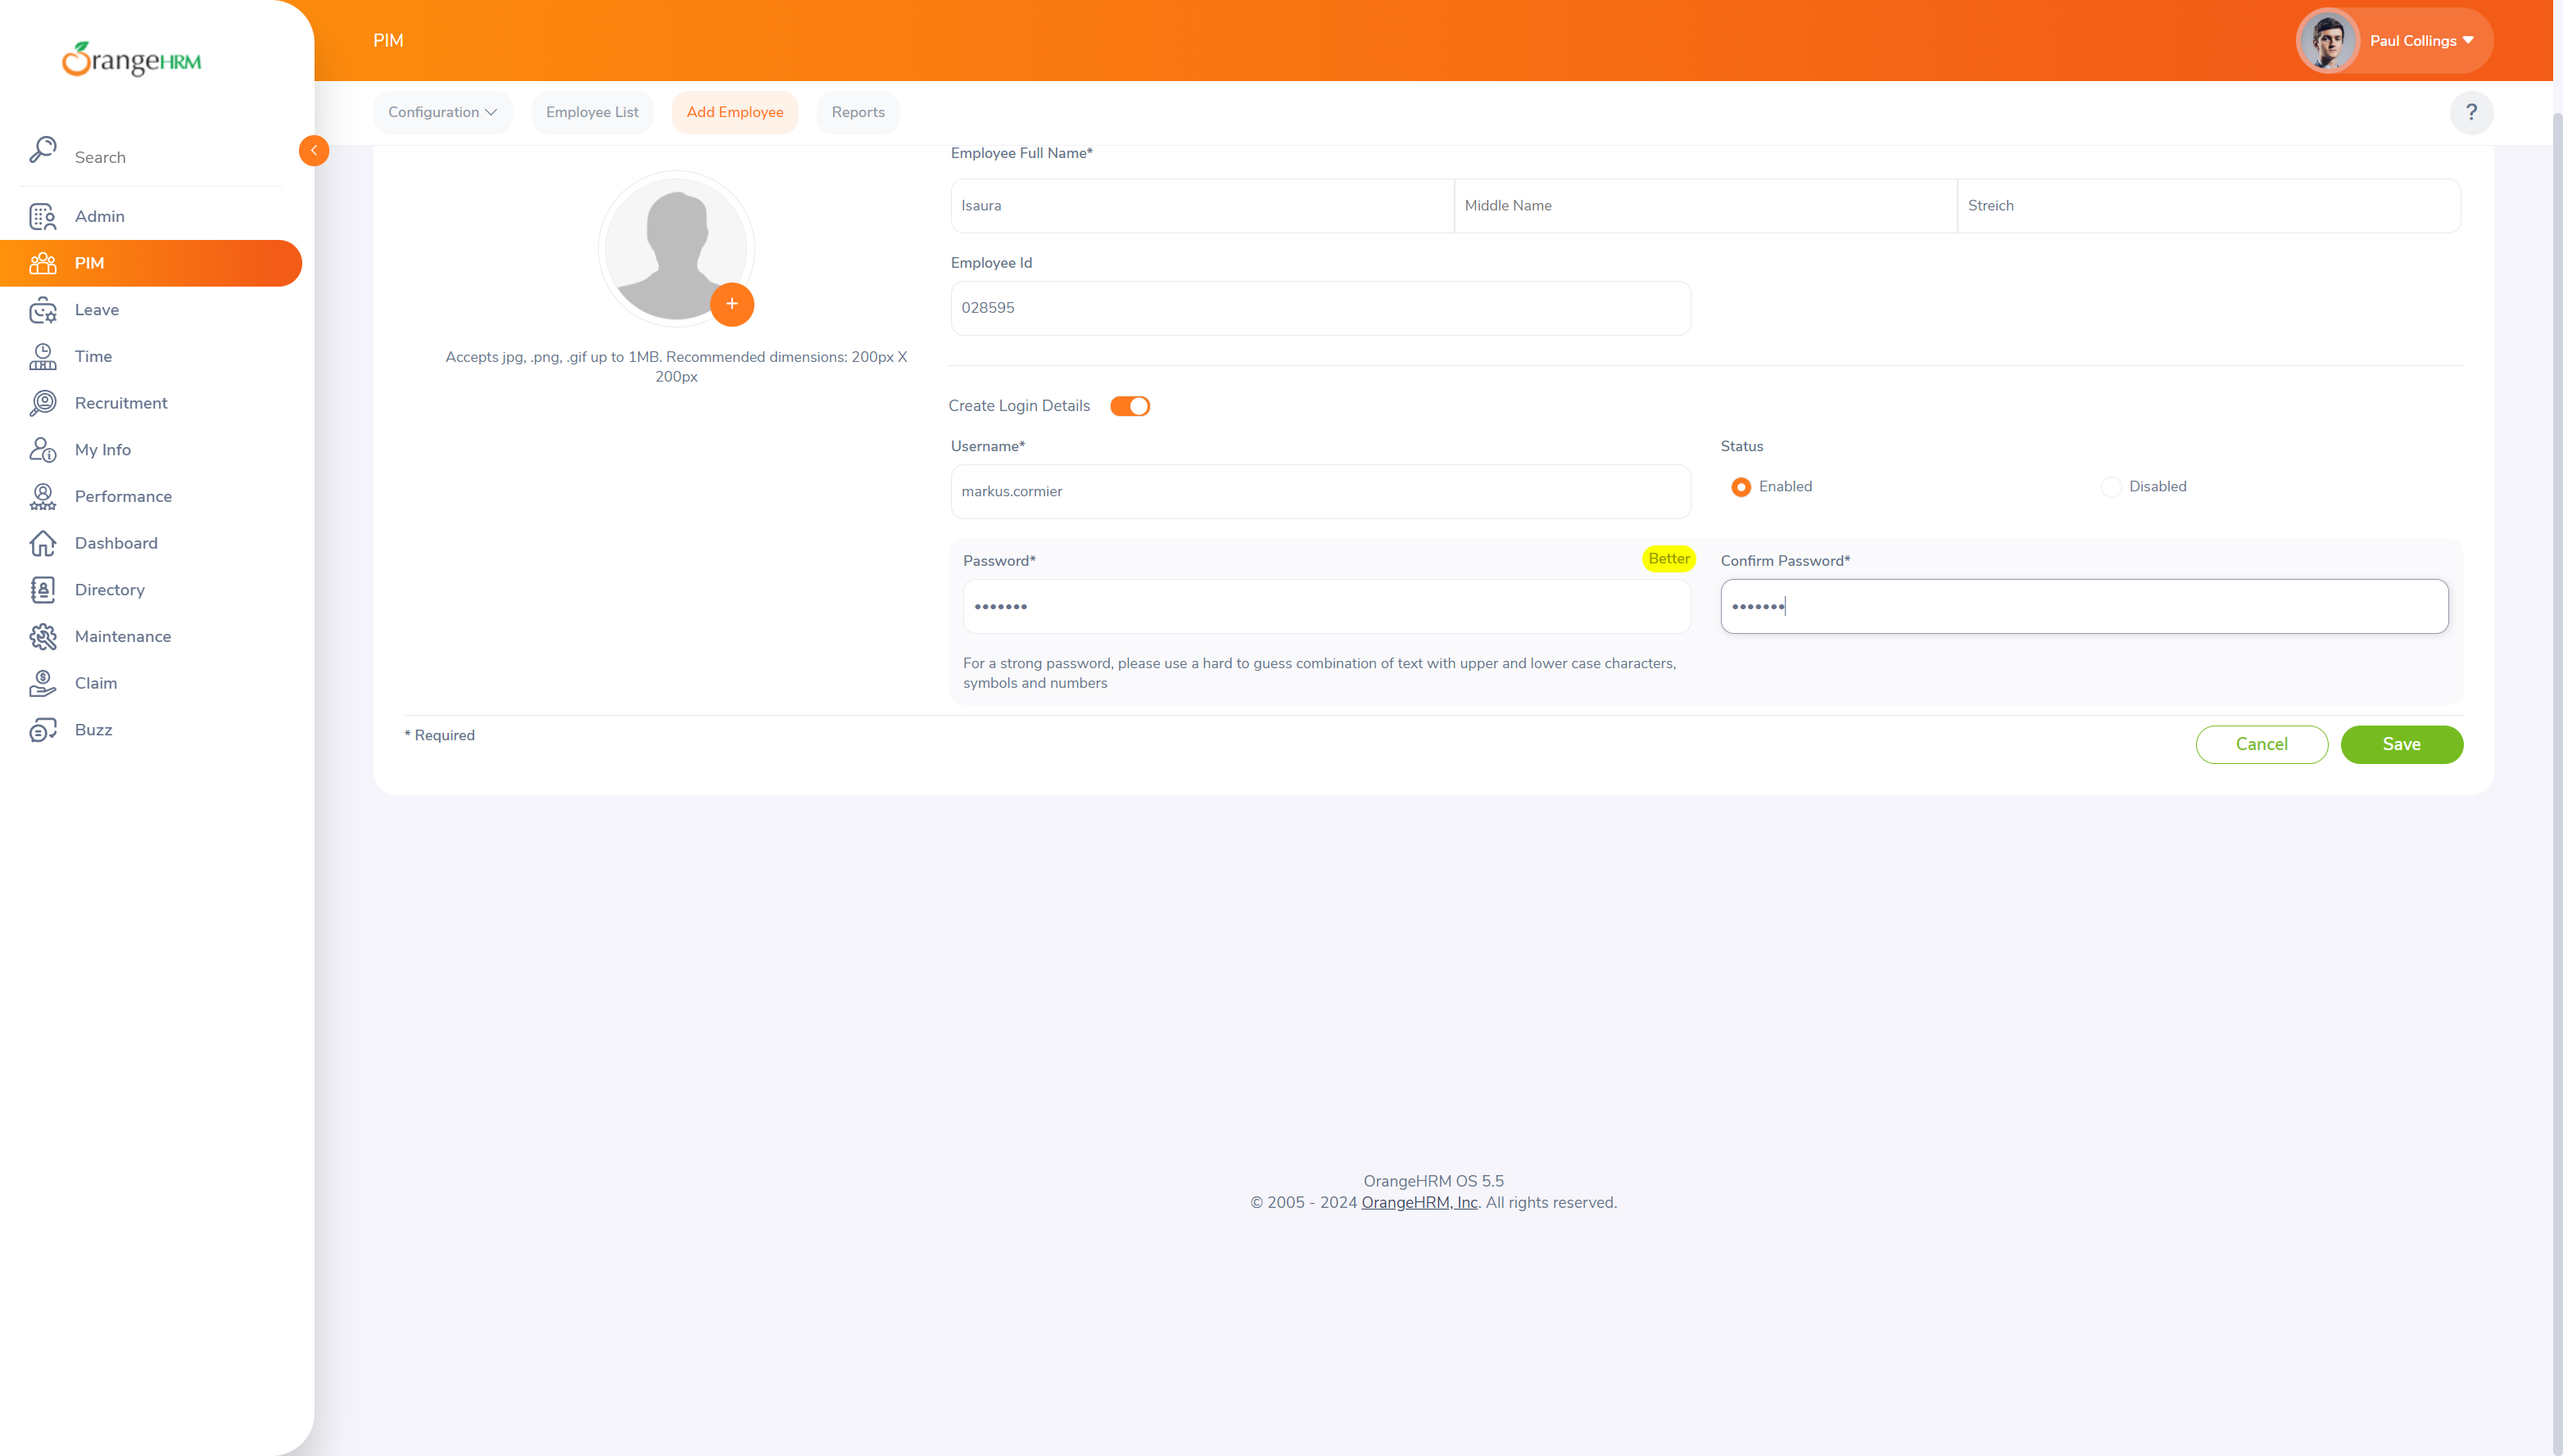 OrangeHRM
Search
Admin
PIM
Leave
Time
Recruitment
My Info
Performance
Dashboard
Directory
Maintenance
Claim
Buzz
PIM
Paul Collings
Configuration
Employee List
Add Employee
Reports
?
Employee Full Name*
Isaura
Middle Name
Streich
Employee Id
028595
Accepts jpg, .png, .gif up to 1MB. Recommended dimensions: 200px X
200px
Create Login Details
Username*
Status
markus.cormier
Enabled
Disabled
Password*
Better
Confirm Password*
•••••••
•••••••
For a strong password, please use a hard to guess combination of text with upper and lower case characters,
symbols and numbers
* Required
Cancel
Save
OrangeHRM OS 5.5
© 2005 - 2024 OrangeHRM, Inc. All rights reserved.